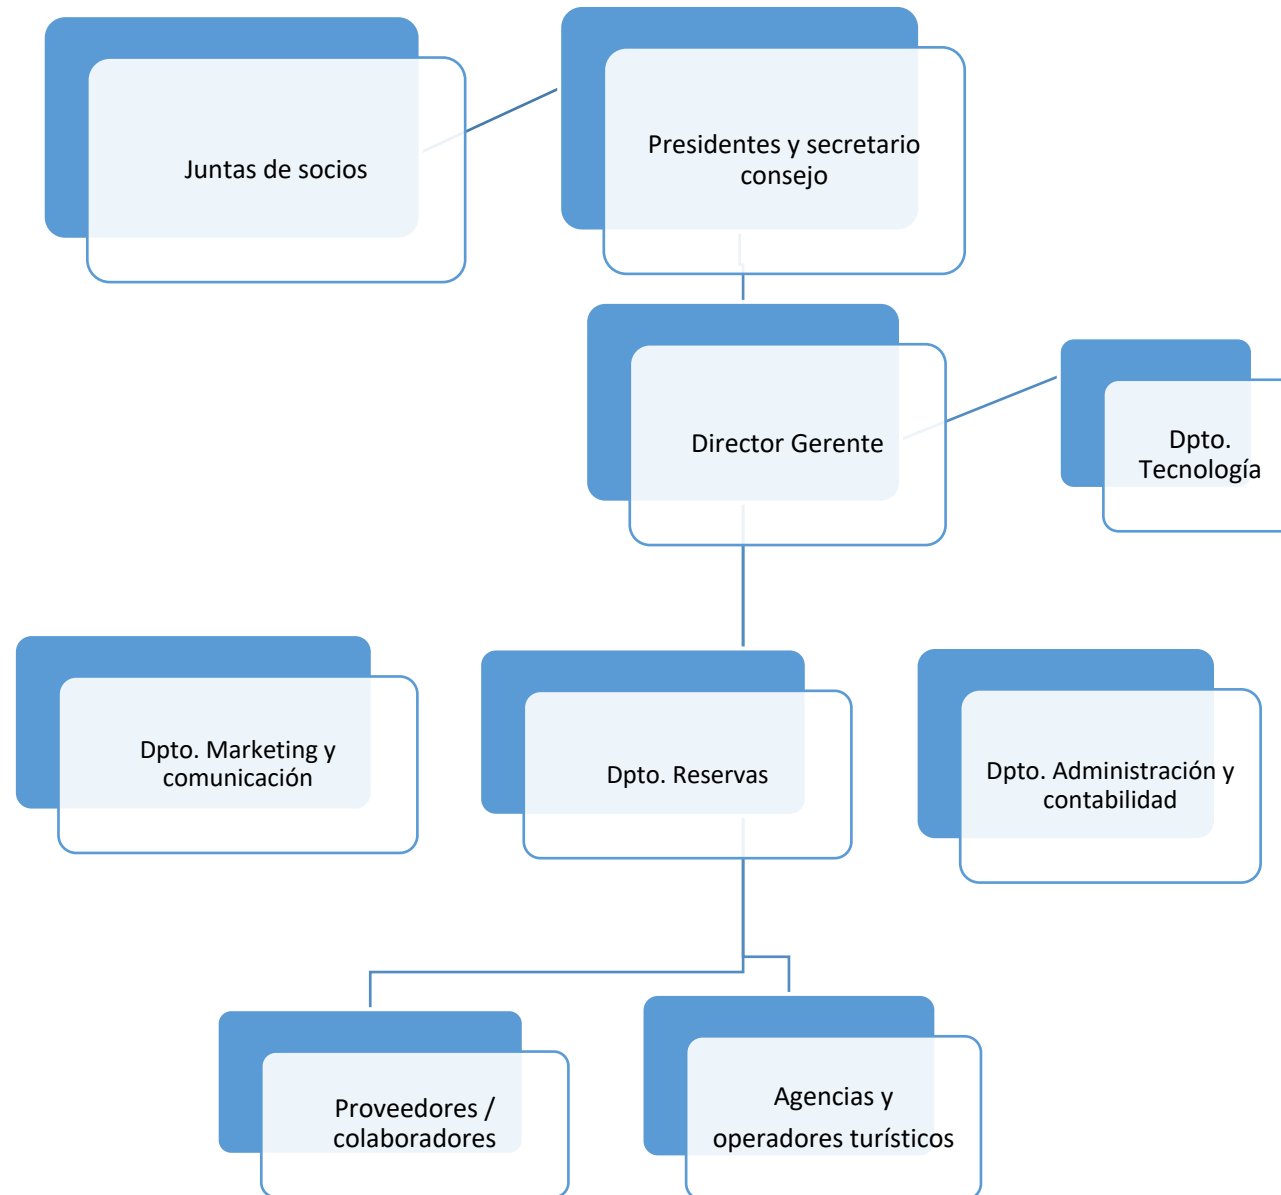 Juntas de socios
Presidentes y secretario
consejo
Director Gerente
Dpto.
Tecnología
Dpto. Marketing y
comunicación
Dpto. Reservas
Dpto. Administración y
contabilidad
Proveedores /
colaboradores
Agencias y
operadores turísticos